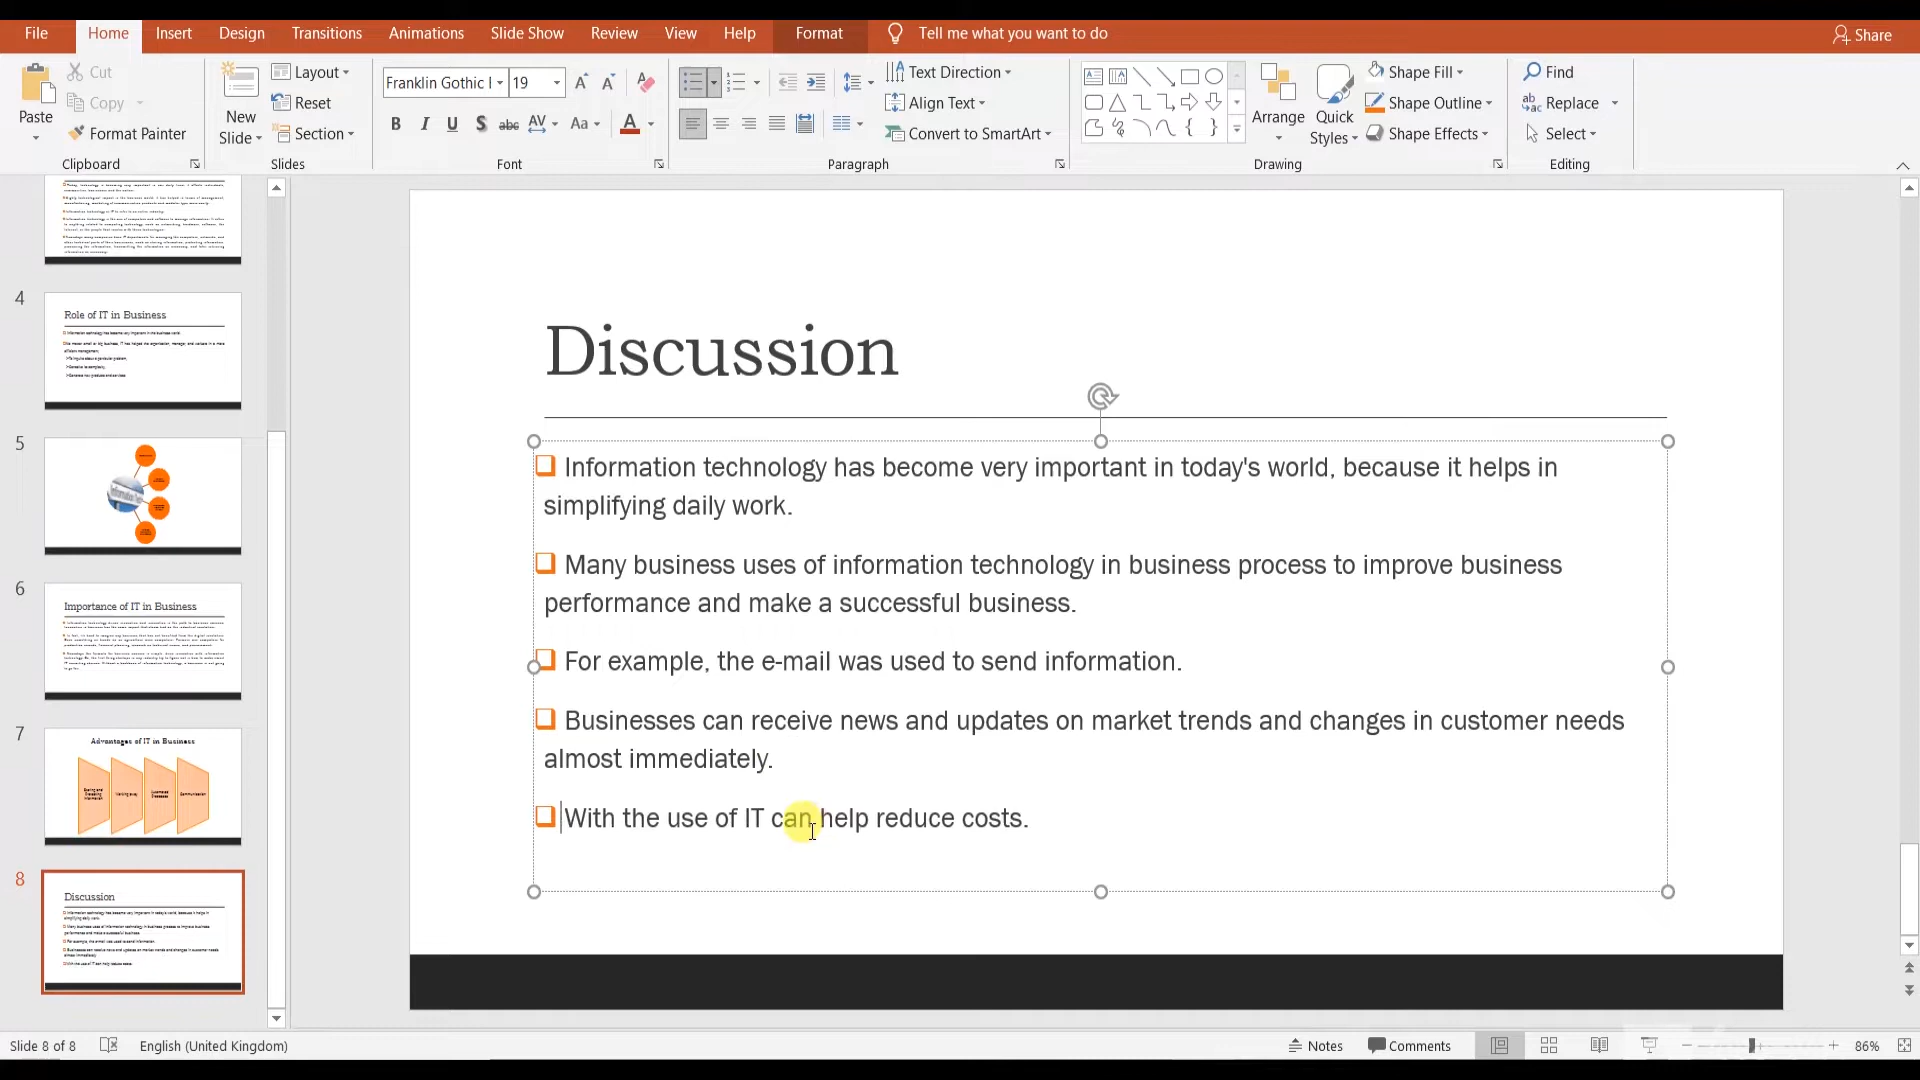 File Home Insert Design Transitions Animations Slide Show Review View Help Format Tell me what you want to do Share
Paste
Cut
Copy
Format Painter
Clipboard
New
Slide
Layout
Reset
Section
Slides
Franklin Gothic I 19
B I U S abc AV Aa A
Font
Text Direction
Align Text
Convert to SmartArt
Paragraph
Arrange
Quick
Styles
Shape Fill
Shape Outline
Shape Effects
Drawing
Find
Replace
Select
Editing
4
Role of IT in Business
5
6
Importance of IT in Business
7
Advantages of IT in Business
8
Discussion
Discussion
Information technology has become very important in today's world, because it helps in
simplifying daily work.
Many business uses of information technology in business process to improve business
performance and make a successful business.
For example, the e-mail was used to send information.
Businesses can receive news and updates on market trends and changes in customer needs
almost immediately.
With the use of IT can help reduce costs.
Slide 8 of 8 English (United Kingdom) Notes Comments 86%